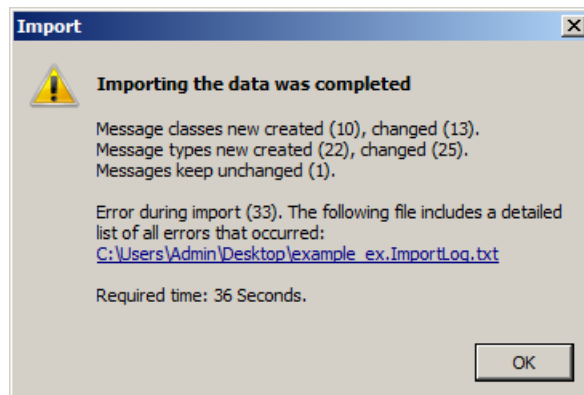 Import
Importing the data was completed
Message classes new created (10), changed (13).
Message types new created (22), changed (25).
Messages keep unchanged (1).
Error during import (33). The following file includes a detailed
list of all errors that occurred:
C:\Users\Admin\Desktop\example_ex.ImportLog.txt
Required time: 36 Seconds.
OK